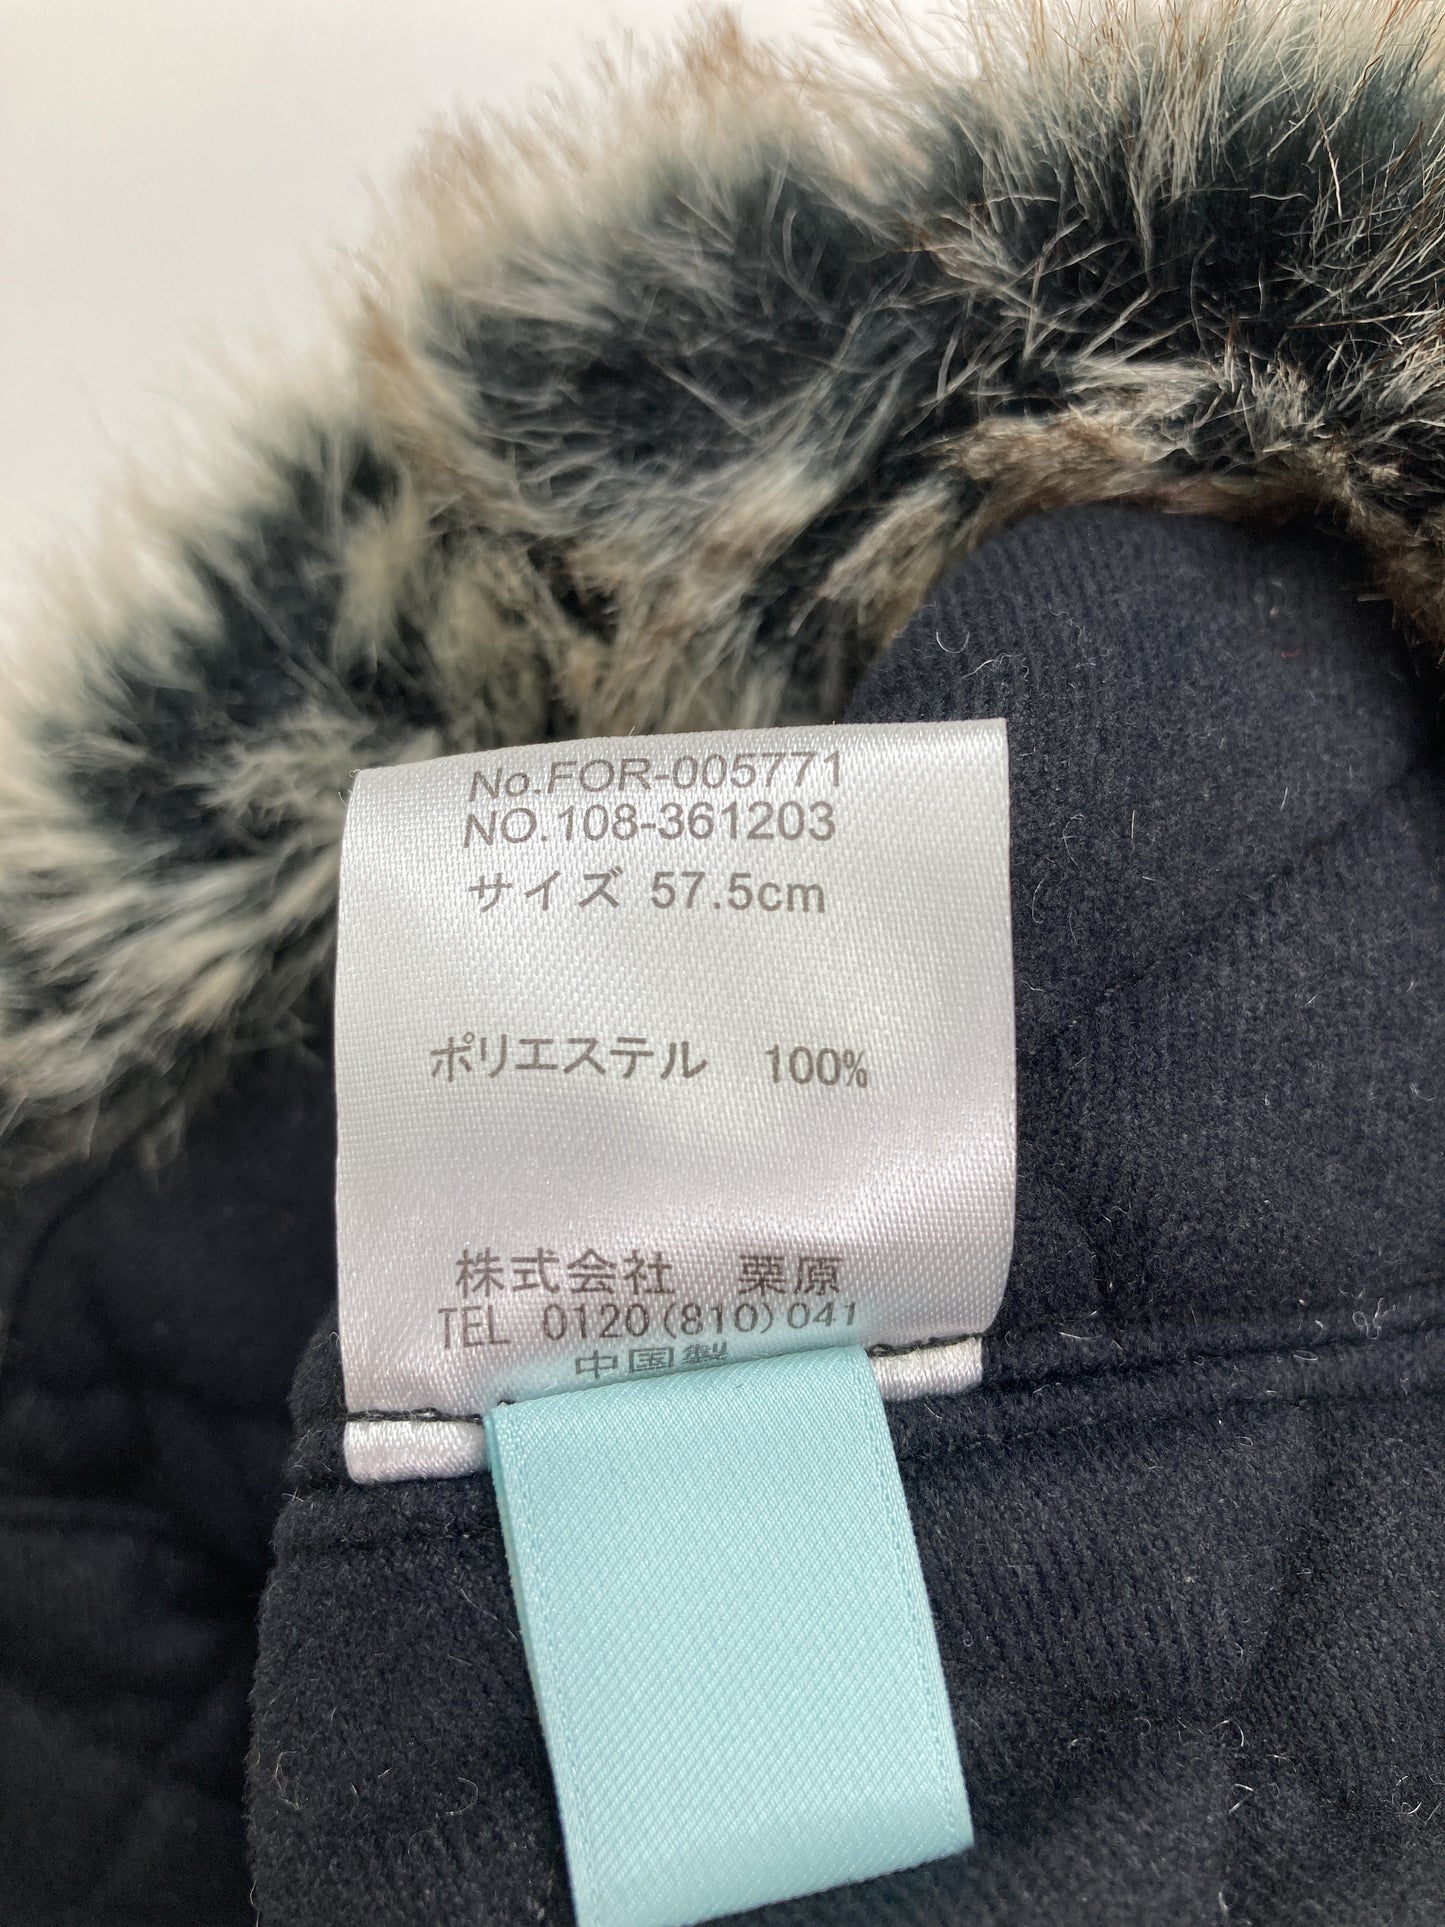 No.FOR-005771
NO.108-361203
サイズ 57.5cm
ポリエステル 100%
株式会社 栗原
TEL 0120(810)041
中国製